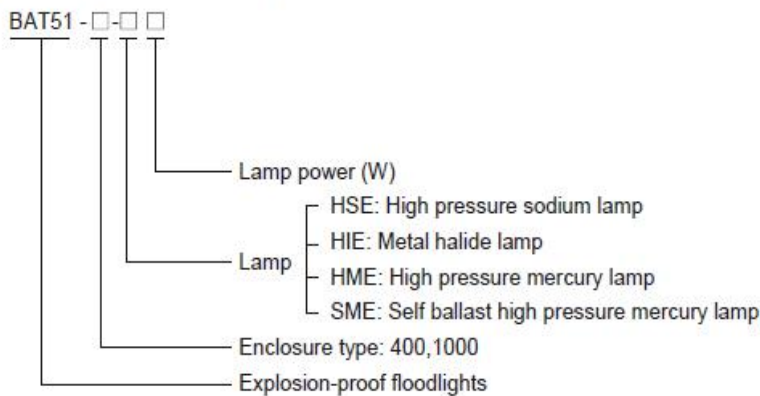 BAT51 - □ - □ □
Lamp power (W)
HSE: High pressure sodium lamp
HIE: Metal halide lamp
Lamp
HME: High pressure mercury lamp
SME: Self ballast high pressure mercury lamp
Enclosure type: 400,1000
Explosion-proof floodlights